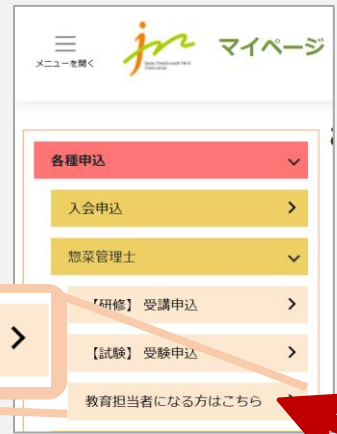 メニューを開く
jm
マイページ
各種申込
入会申込
惣菜管理士
【研修】 受講申込
【試験】 受験申込
教育担当者になる方はこちら